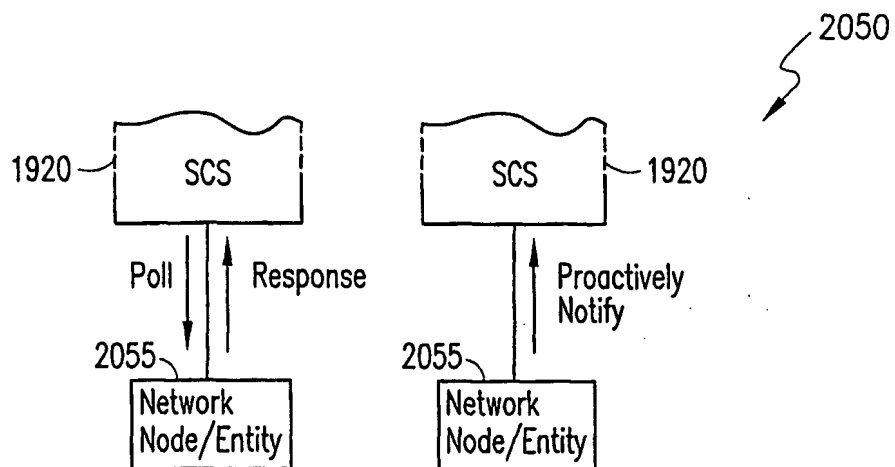 2050
1920
SCS
SCS
1920
Poll
Response
Proactively
Notify
2055
2055
Network
Node/Entity
Network
Node/Entity